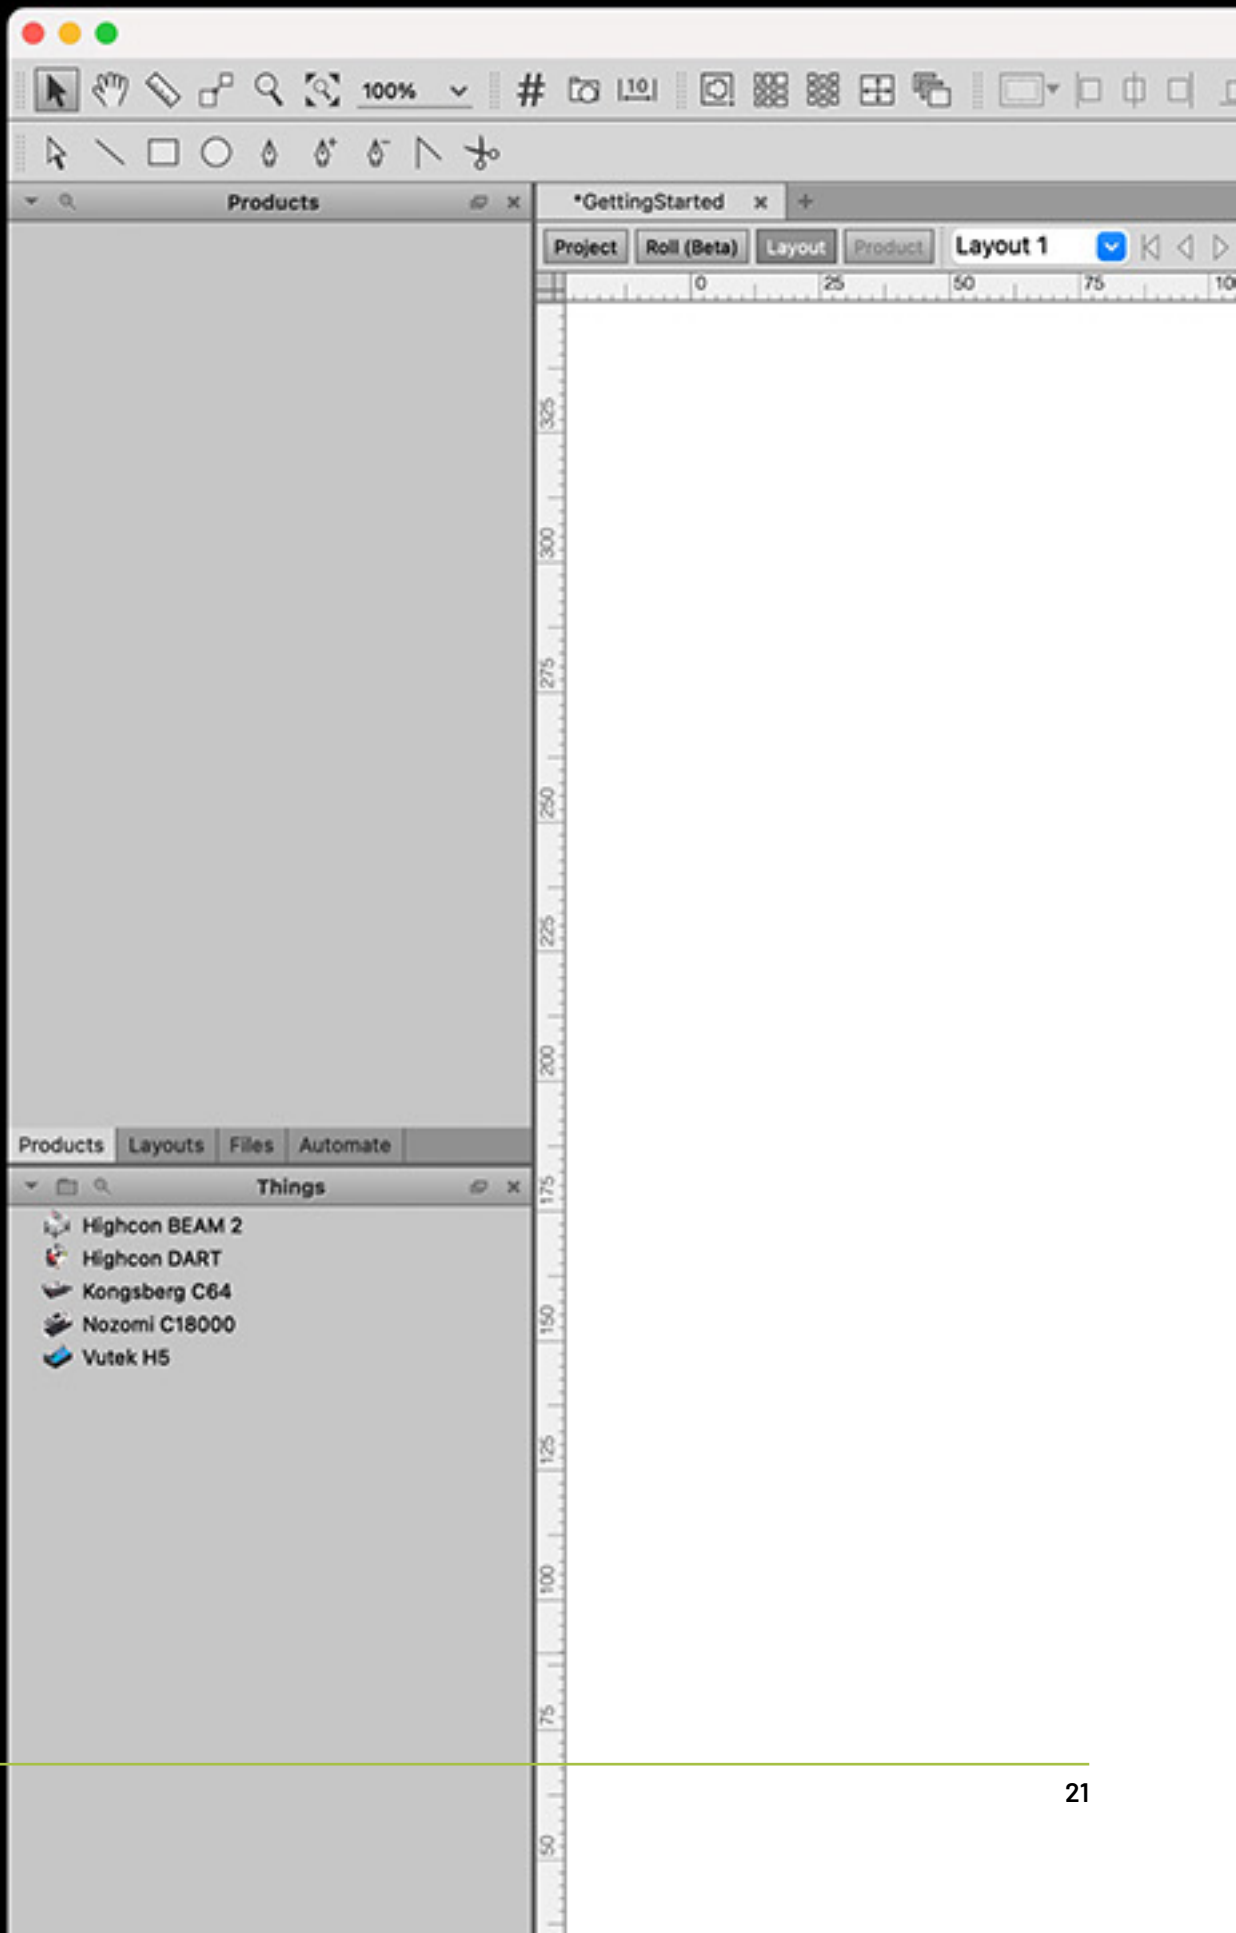 100%
10
Products
*GettingStarted
Project Roll (Beta) Layout Product Layout 1
0 25 50 75
325
300
275
250
225
200
175
150
125
100
75
50
Products Layouts Files Automate
Things
Highcon BEAM 2
Highcon DART
Kongsberg C64
Nozomi C18000
Vutek H5
21